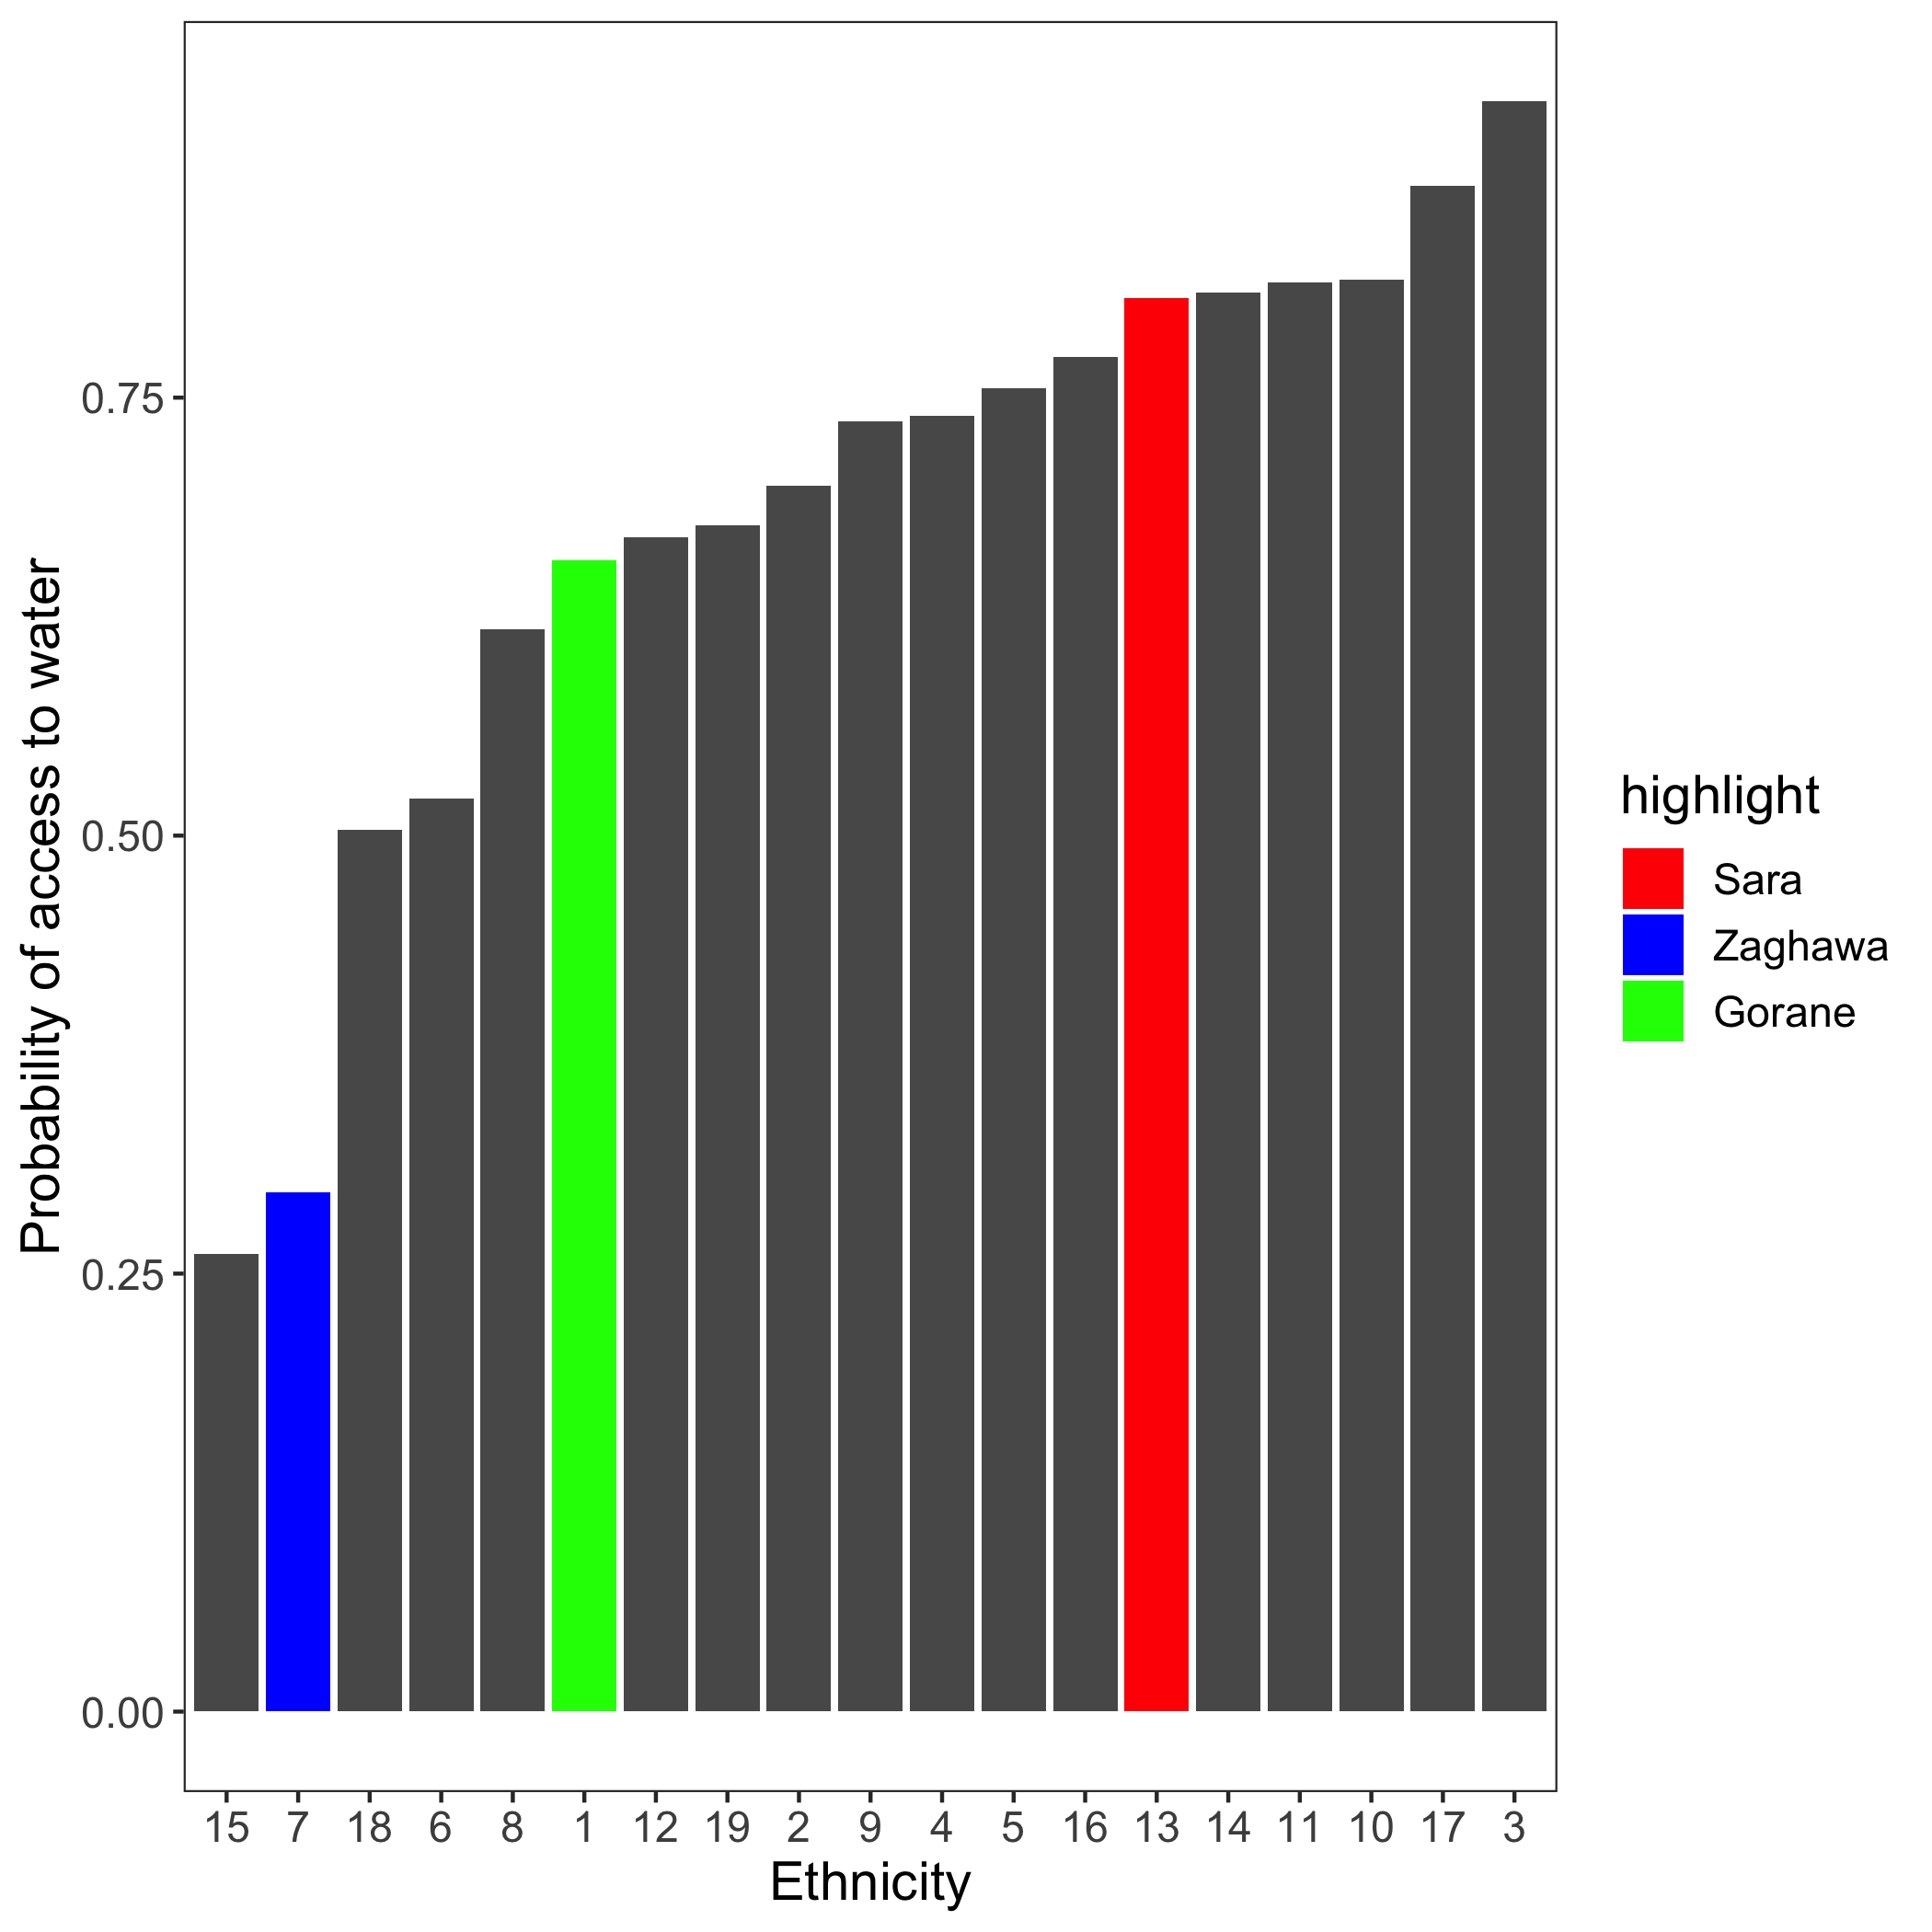 Probability of access to water
0.75
0.50
0.25
0.00
15 7 18 6 8 1 12 19 2 9 4 5 16 13 14 11 10 17 3
Ethnicity
highlight
Sara
Zaghawa
Gorane